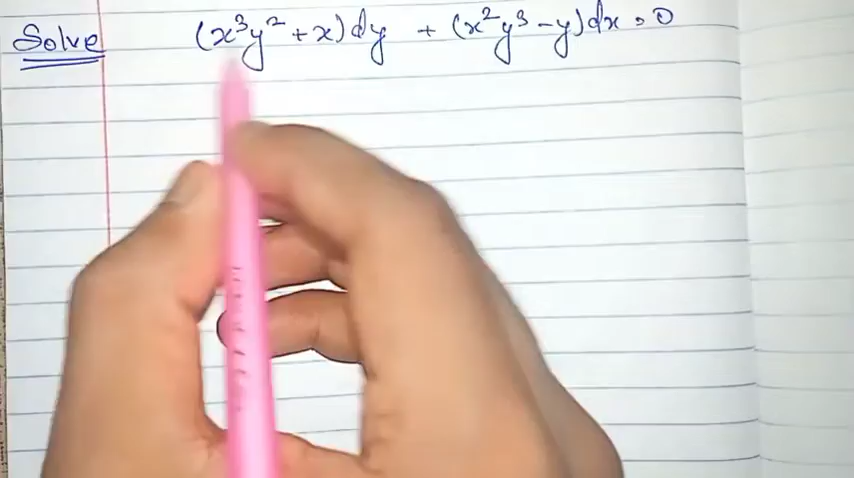 Solve (x³y² + x) dy + (x²y³ - y) dx = 0